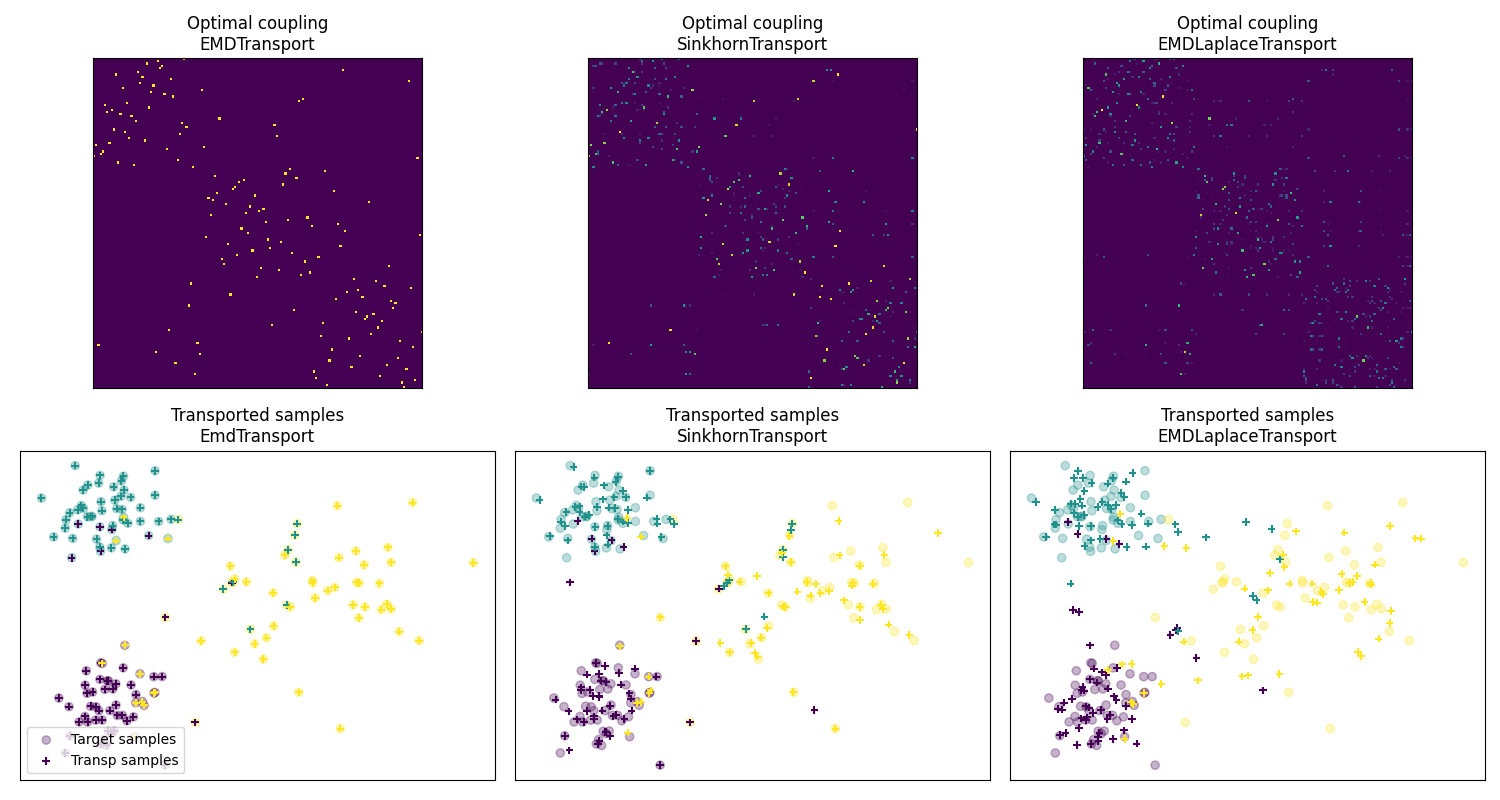 Optimal coupling
EMDTransport
Optimal coupling
SinkhornTransport
Optimal coupling
EMDLaplaceTransport
Transported samples
EmdTransport
Transported samples
SinkhornTransport
Transported samples
EMDLaplaceTransport
Target samples
Transp samples